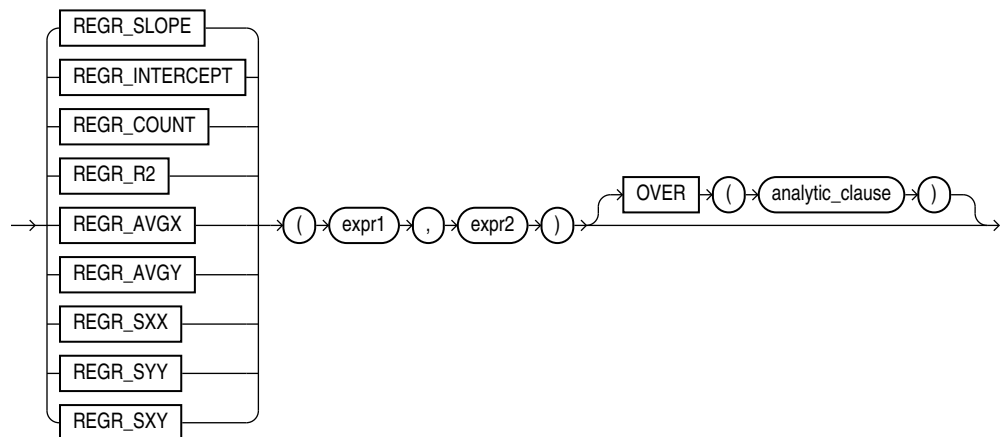 REGR_SLOPE
REGR_INTERCEPT
REGR_COUNT
REGR_R2
OVER ( analytic_clause )
REGR_AVGX ( expr1 , expr2 )
REGR_AVGY
REGR_SXX
REGR_SYY
REGR_SXY